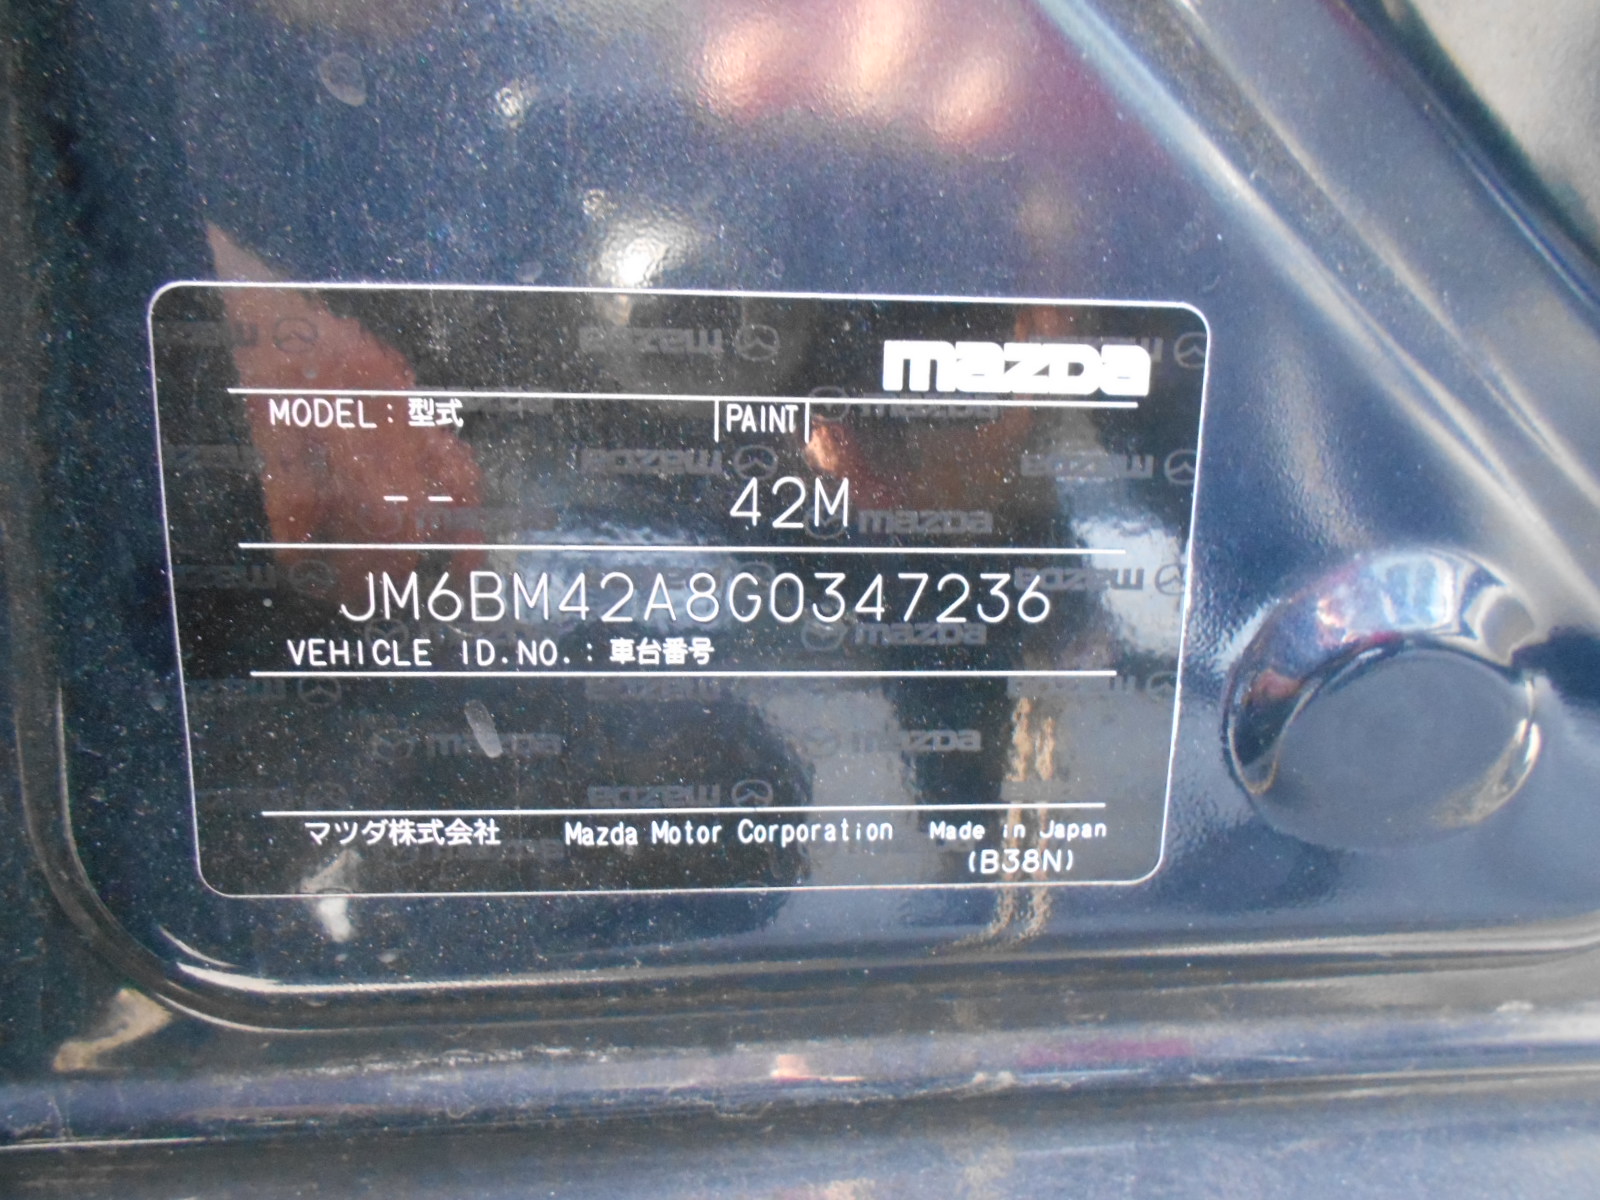 mazda
MODEL : 型式 PAINT
-- 42M
JM6BM42A8G0347236
VEHICLE ID.NO. : 車台番号
マツダ株式会社 Mazda Motor Corporation Made in Japan
(B38N)